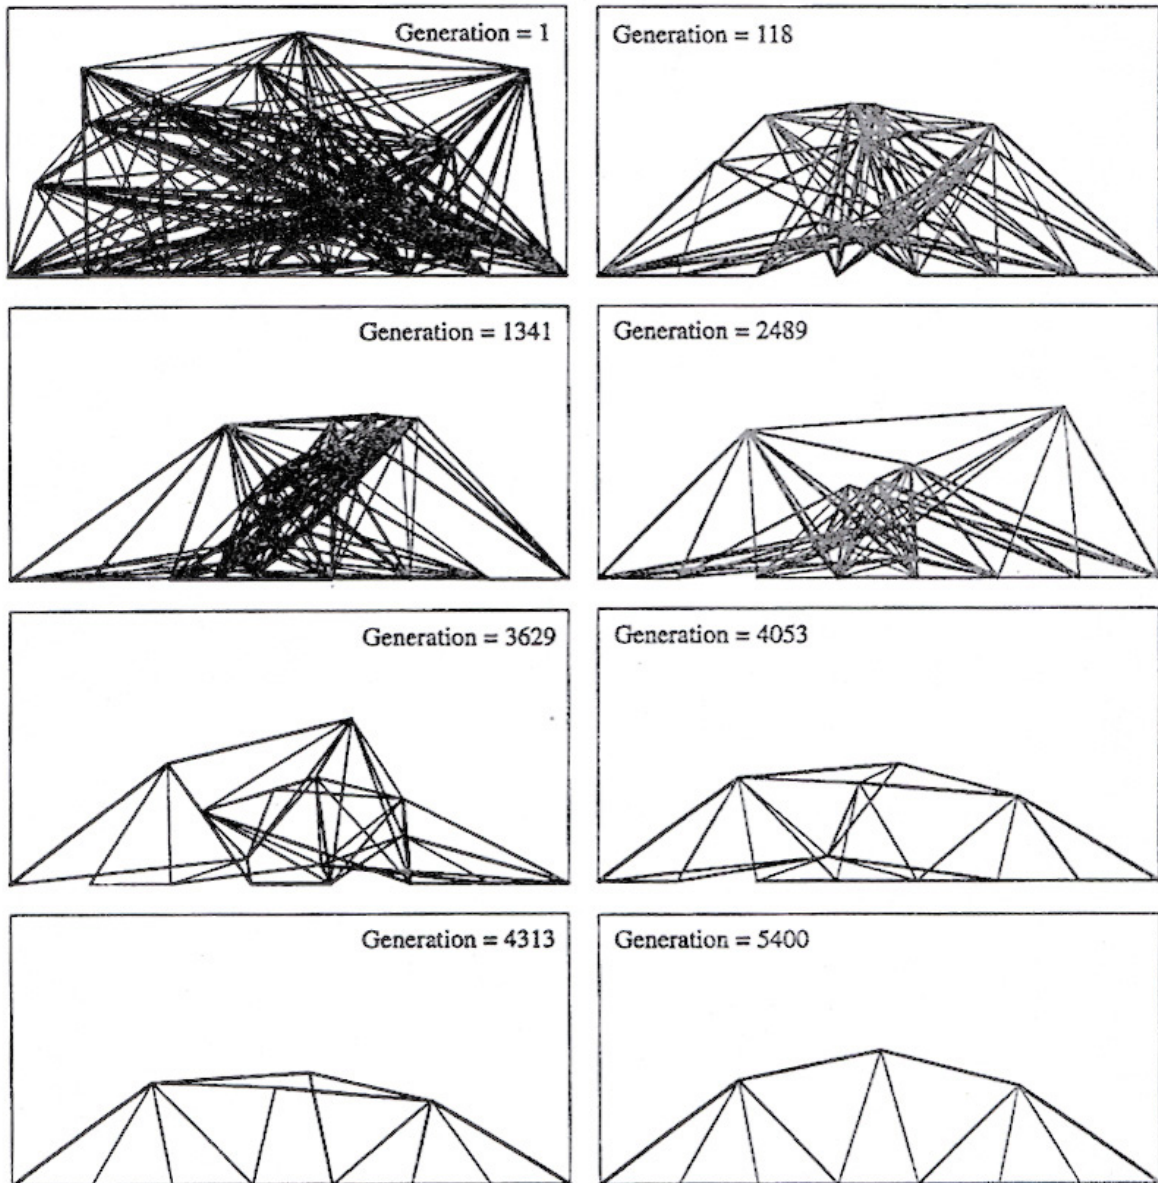 Generation = 1
Generation = 118
Generation = 1341
Generation = 2489
Generation = 3629
Generation = 4053
Generation = 4313
Generation = 5400